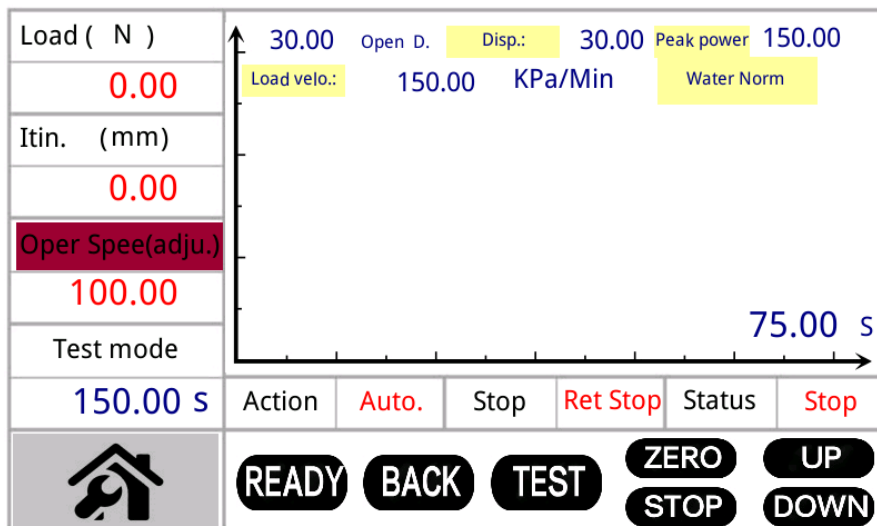 Load ( N )
0.00
Itin. (mm)
0.00
Oper Spee(adju.)
100.00
Test mode
150.00 S
30.00 Open D. Disp.: 30.00 Peak power 150.00
Load velo.: 150.00 KPa/Min Water Norm
75.00 S
Action Auto. Stop Ret Stop Status Stop
READY BACK TEST ZERO UP
STOP DOWN